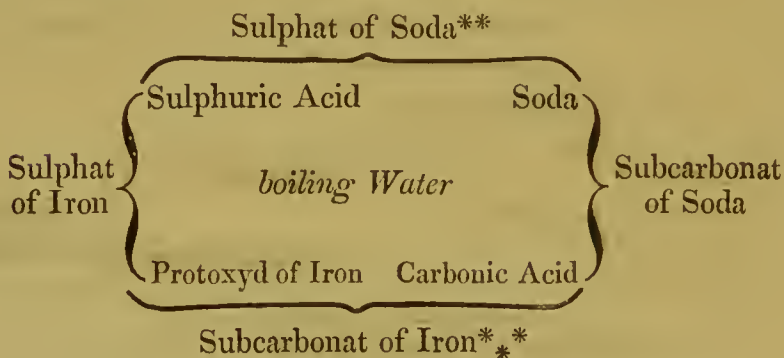 Sulphat of Soda**
Sulphuric Acid Soda
Sulphat
of Iron
boiling Water
Subcarbonat
of Soda
Protoxyd of Iron Carbonic Acid
Subcarbonat of Iron***